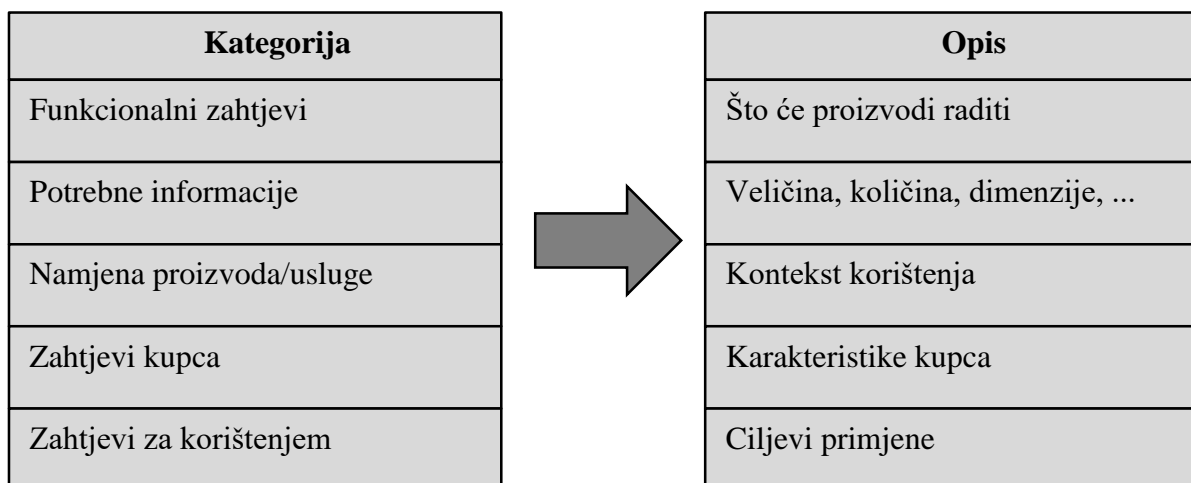 Kategorija
Funkcionalni zahtjevi
Potrebne informacije
Namjena proizvoda/usluge
Zahtjevi kupca
Zahtjevi za korištenjem
Opis
Što će proizvodi raditi
Veličina, količina, dimenzije, ...
Kontekst korištenja
Karakteristike kupca
Ciljevi primjene